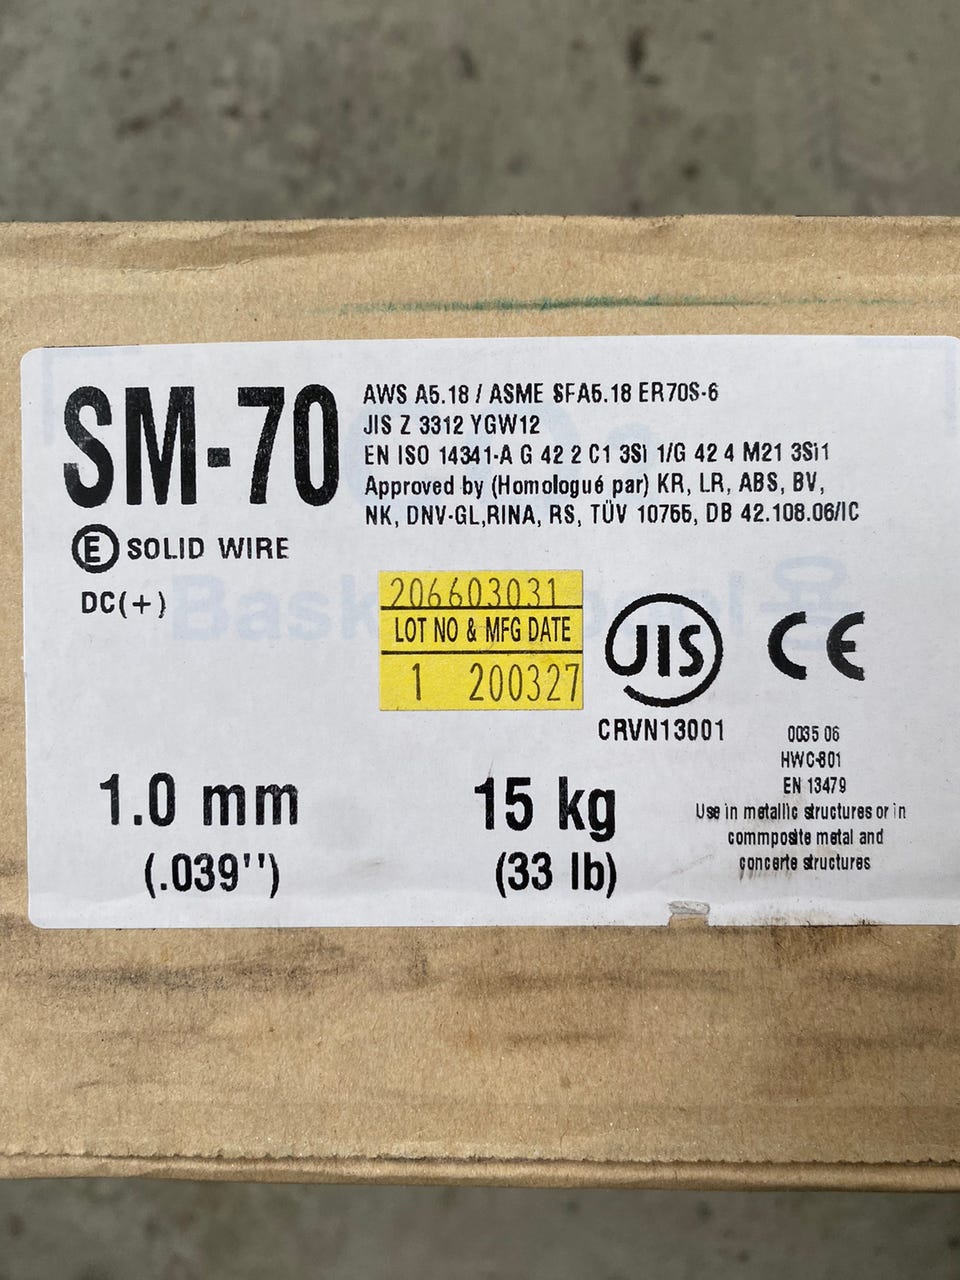 SM-70
AWS A5.18 / ASME SFA5.18 ER70S-6
JIS Z 3312 YGW12
EN ISO 14341-A G 42 2 C1 3Si 1/G 42 4 M21 3Si1
Approved by (Homologué par) KR, LR, ABS, BV,
NK, DNV-GL,RINA, RS, TÜV 10755, DB 42.108.06/IC
E SOLID WIRE
DC(+)
206603031
LOT NO & MFG DATE
1 200327
JIS
CRVN13001
CE
0035 06
HWC-801
EN 13479
Use in metallic structures or in
commposite metal and
concerte structures
1.0 mm
(.039'')
15 kg
(33 lb)